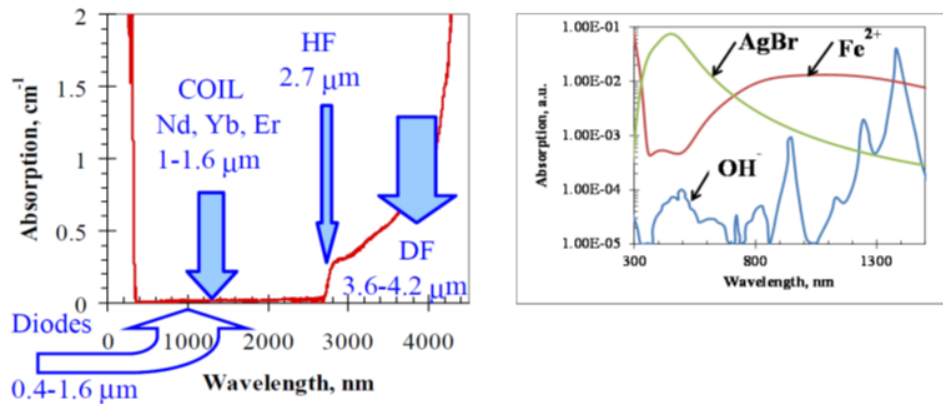 2
1.5
1
0.5
0
Absorption, cm⁻¹
HF
2.7 μm
COIL
Nd, Yb, Er
1-1.6 μm
DF
3.6-4.2 μm
Diodes
0.4-1.6 μm
0 1000 2000 3000 4000
Wavelength, nm
1.00E-01
1.00E-02
1.00E-03
1.00E-04
1.00E-05
Absorption, a.u.
AgBr
Fe²⁺
OH⁻
300 800 1300
Wavelength, nm